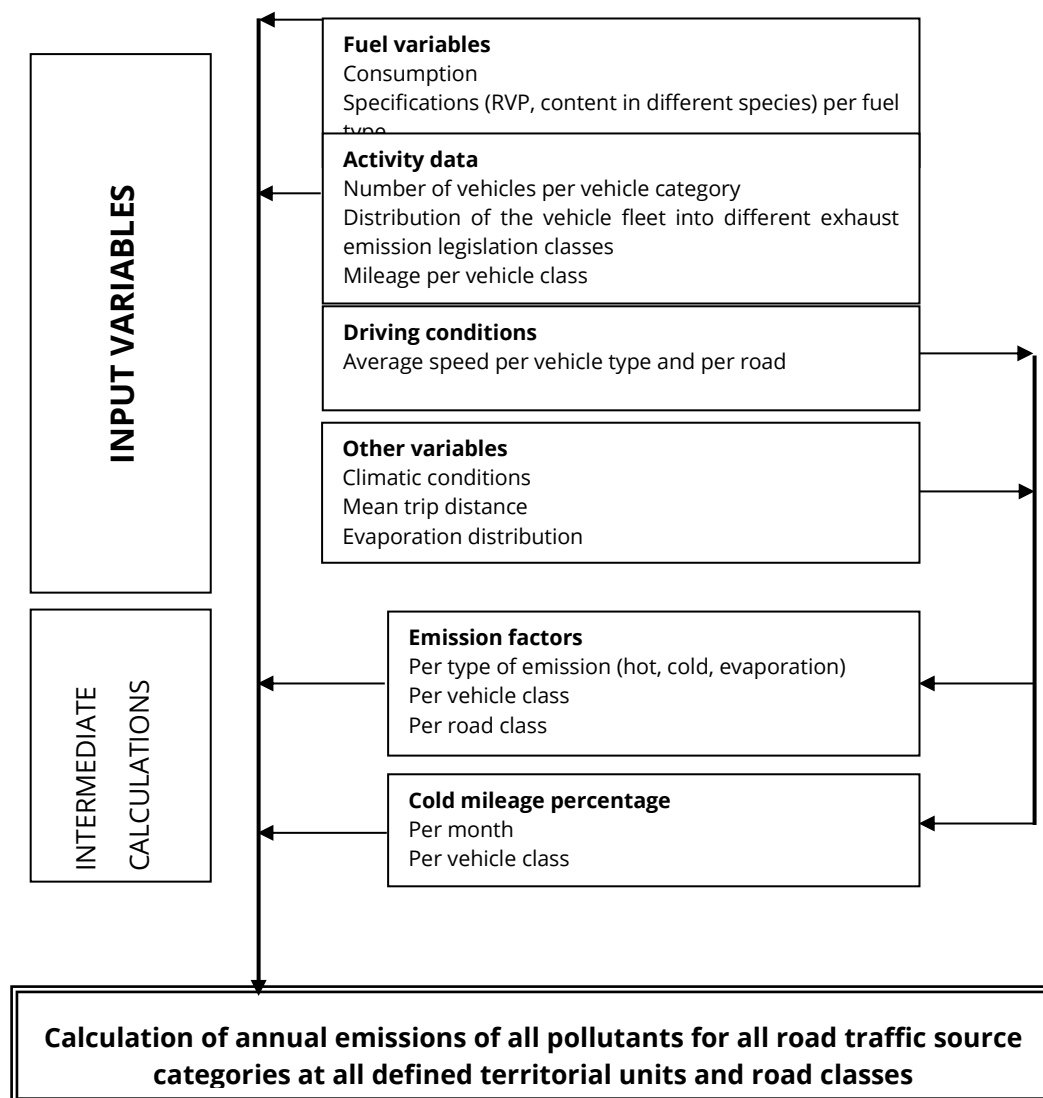 Fuel variables
Consumption
Specifications (RVP, content in different species) per fuel
type
Activity data
Number of vehicles per vehicle category
Distribution of the vehicle fleet into different exhaust
emission legislation classes
Mileage per vehicle class
Driving conditions
Average speed per vehicle type and per road
Other variables
Climatic conditions
Mean trip distance
Evaporation distribution
INPUT VARIABLES
Emission factors
Per type of emission (hot, cold, evaporation)
Per vehicle class
Per road class
Cold mileage percentage
Per month
Per vehicle class
INTERMEDIATE
CALCULATIONS
Calculation of annual emissions of all pollutants for all road traffic source
categories at all defined territorial units and road classes